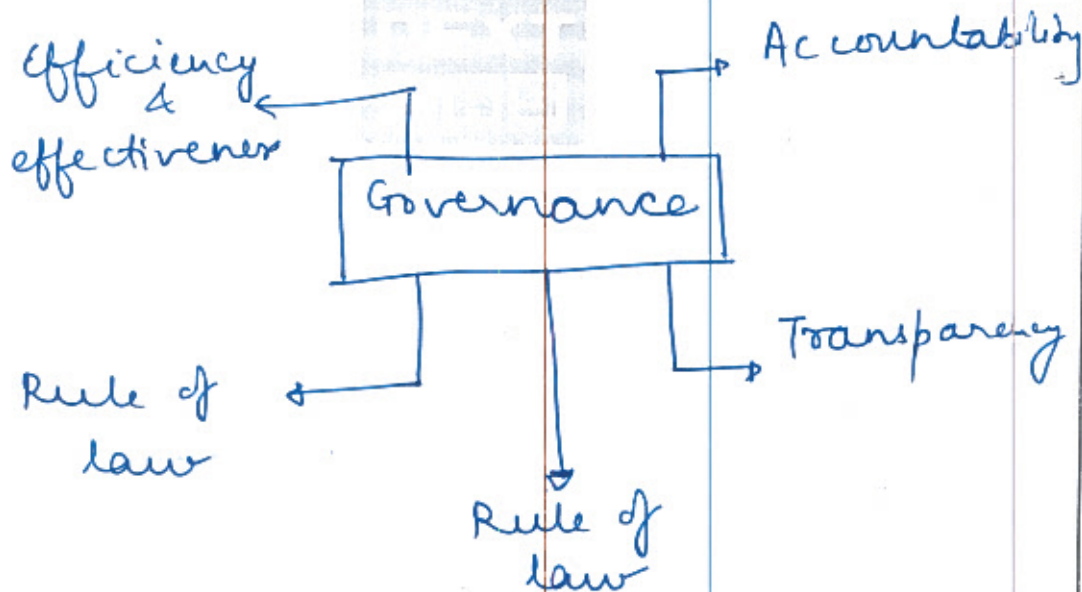 Efficiency
&
effectiveness
Accountability
Governance
Rule of
law
Transparency
Rule of
law